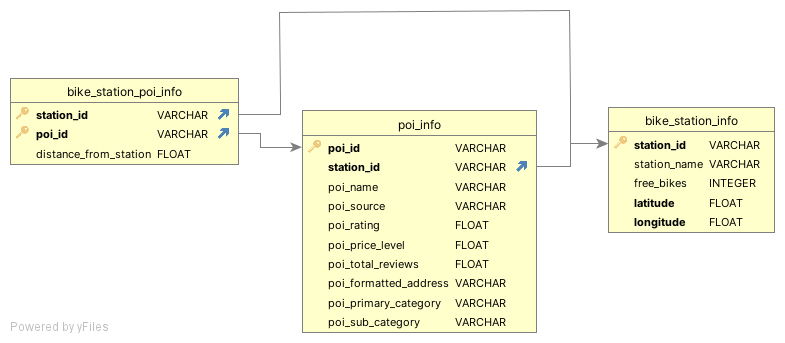 bike_station_poi_info
station_id VARCHAR
poi_id VARCHAR
distance_from_station FLOAT
poi_info
poi_id VARCHAR
station_id VARCHAR
poi_name VARCHAR
poi_source VARCHAR
poi_rating FLOAT
poi_price_level FLOAT
poi_total_reviews FLOAT
poi_formatted_address VARCHAR
poi_primary_category VARCHAR
poi_sub_category VARCHAR
bike_station_info
station_id VARCHAR
station_name VARCHAR
free_bikes INTEGER
latitude FLOAT
longitude FLOAT
Powered by yFiles